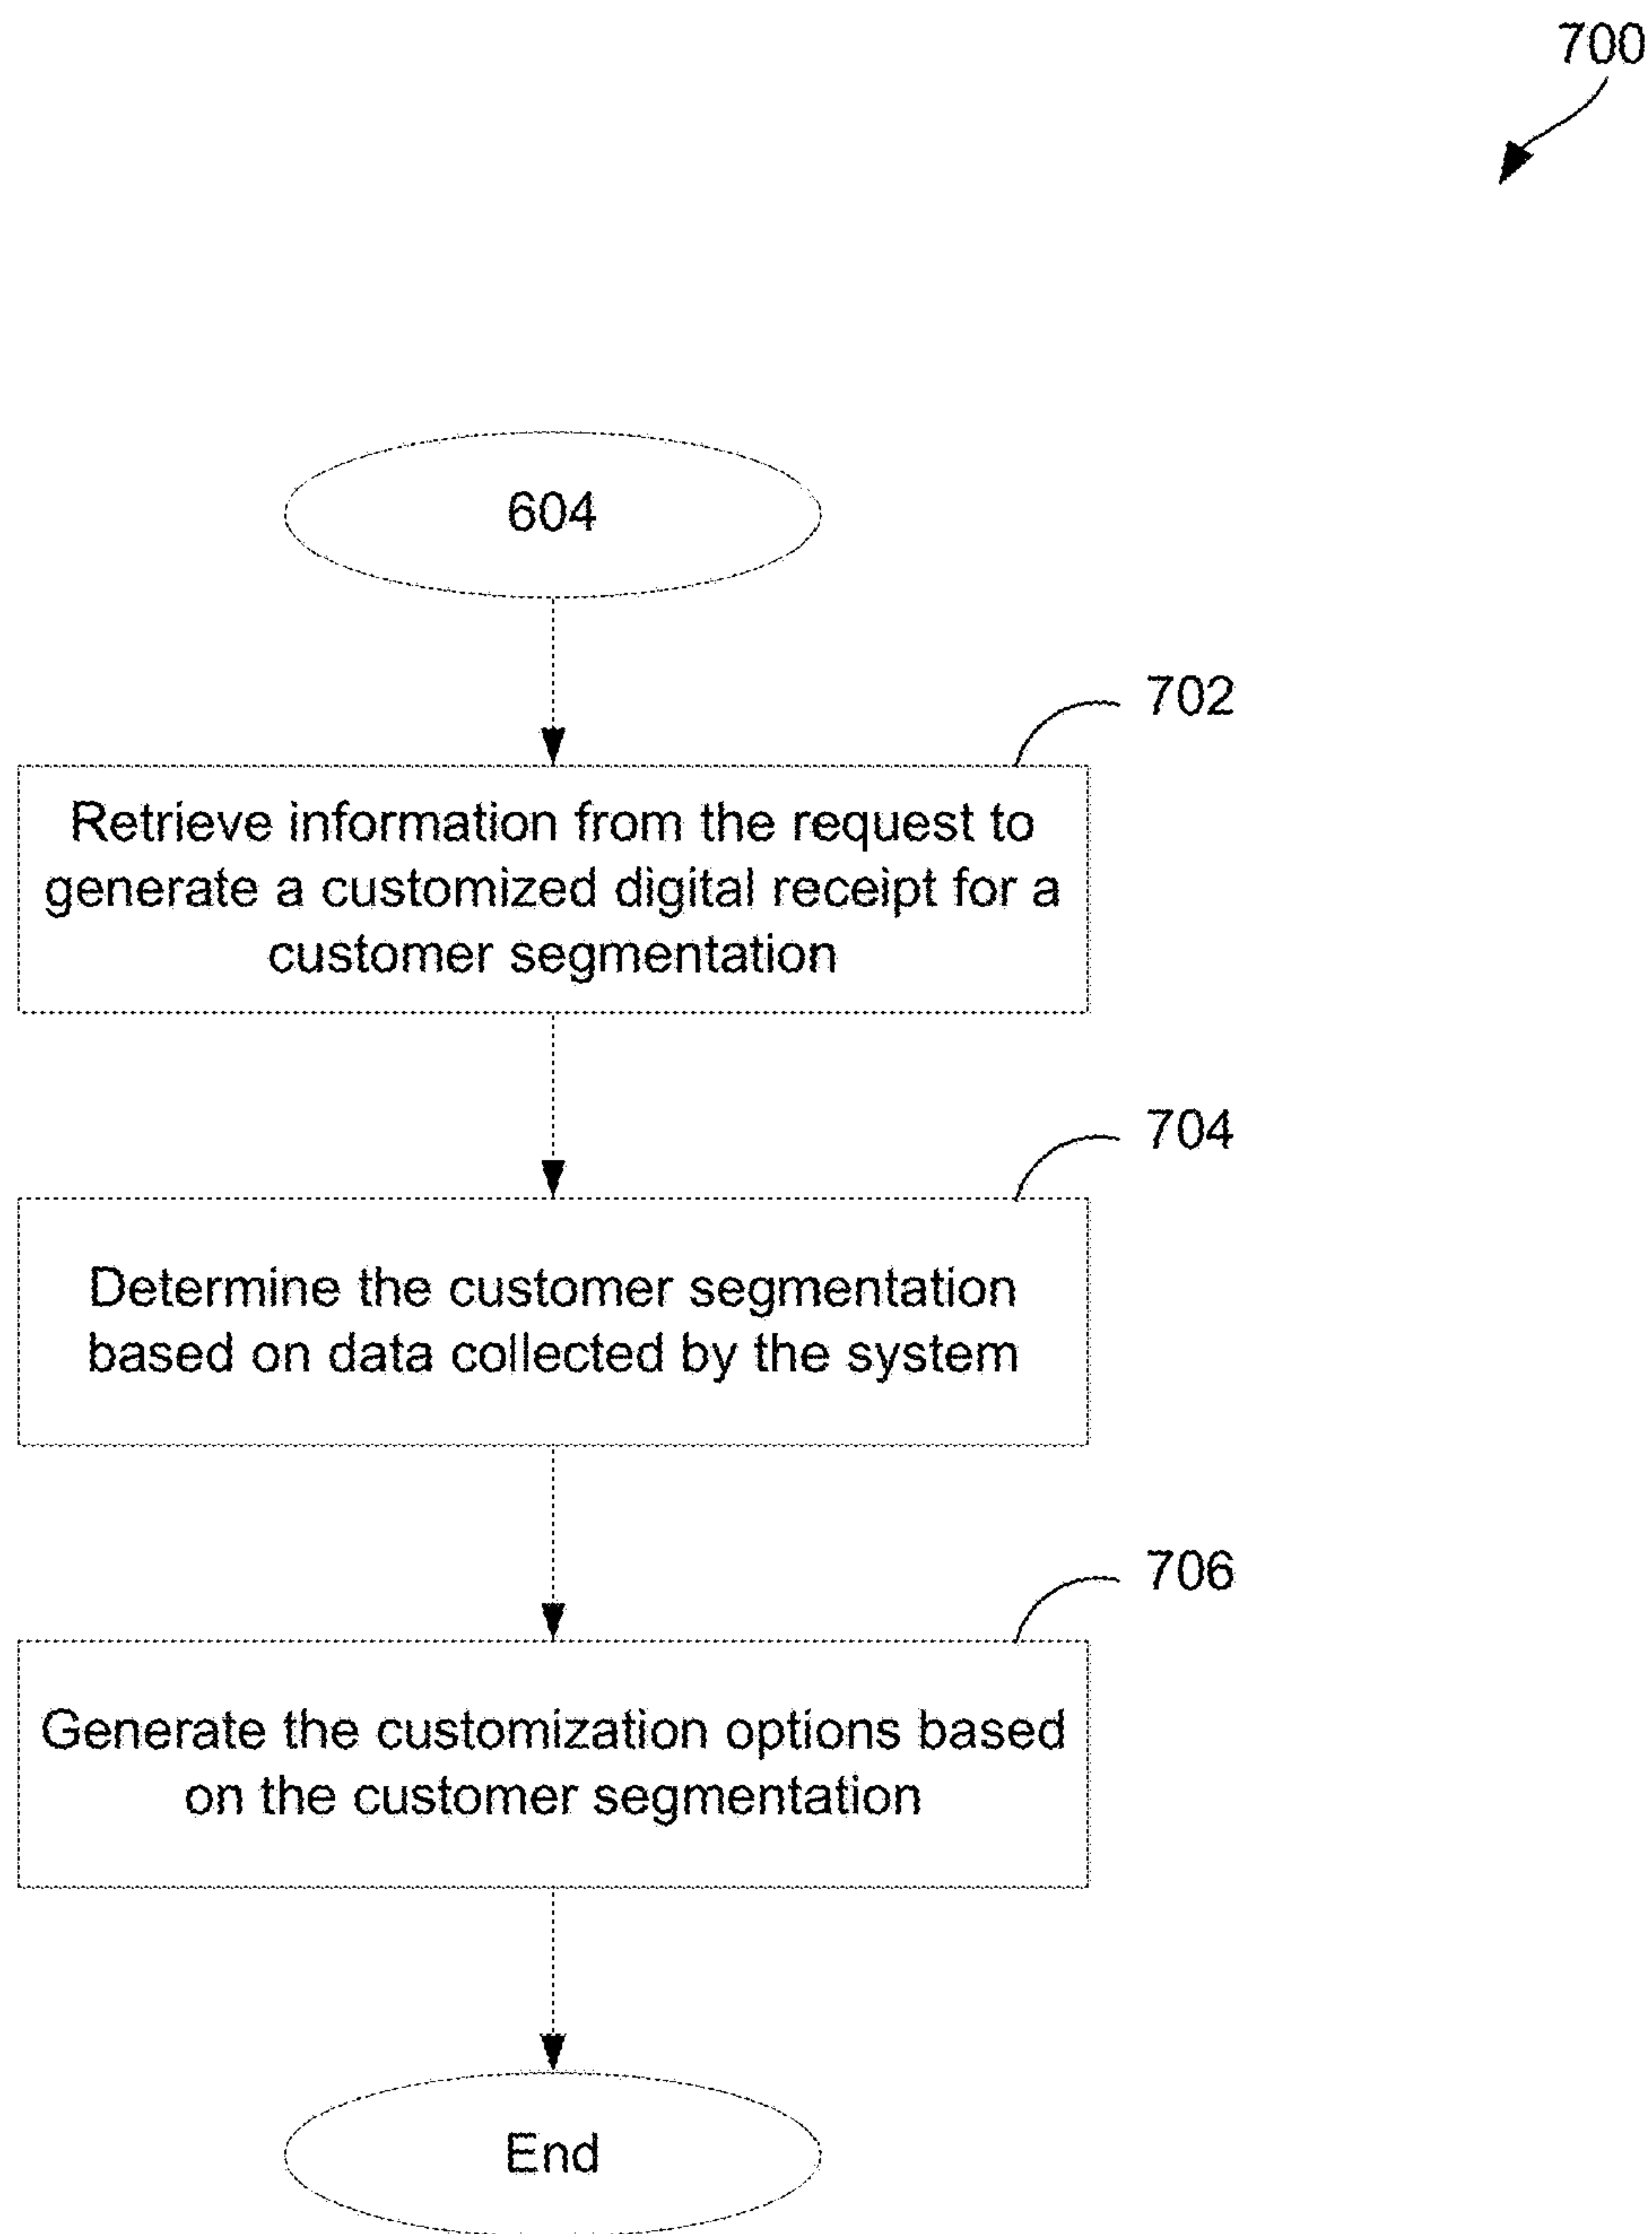 700
604
702
Retrieve information from the request to
generate a customized digital receipt for a
customer segmentation
704
Determine the customer segmentation
based on data collected by the system
706
Generate the customization options based
on the customer segmentation
End